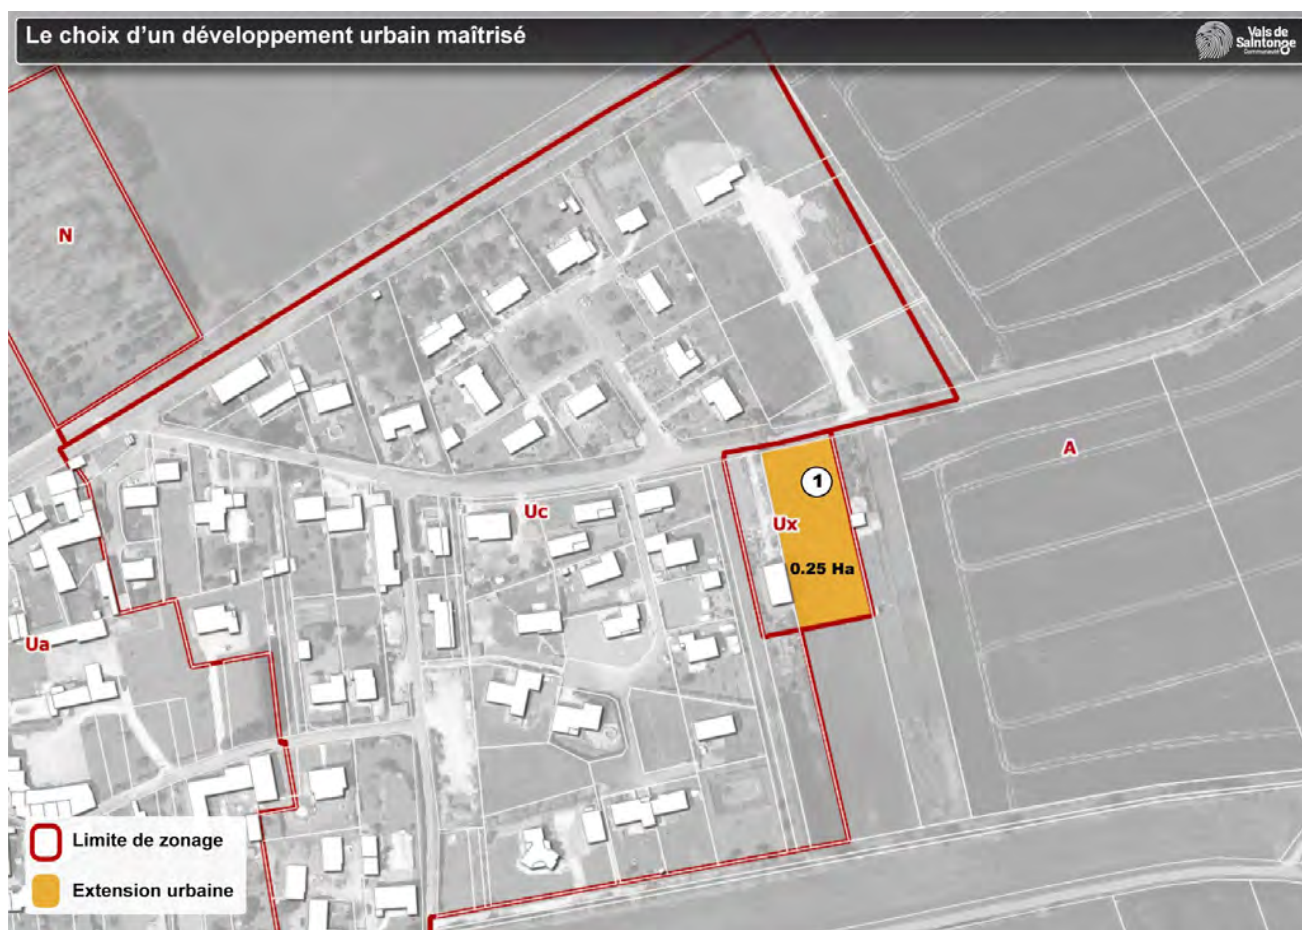 Le choix d’un développement urbain maîtrisé
Vals de
Saintonge
Communauté
N
A
1
Uc
Ux
0.25 Ha
Ua
Limite de zonage
Extension urbaine